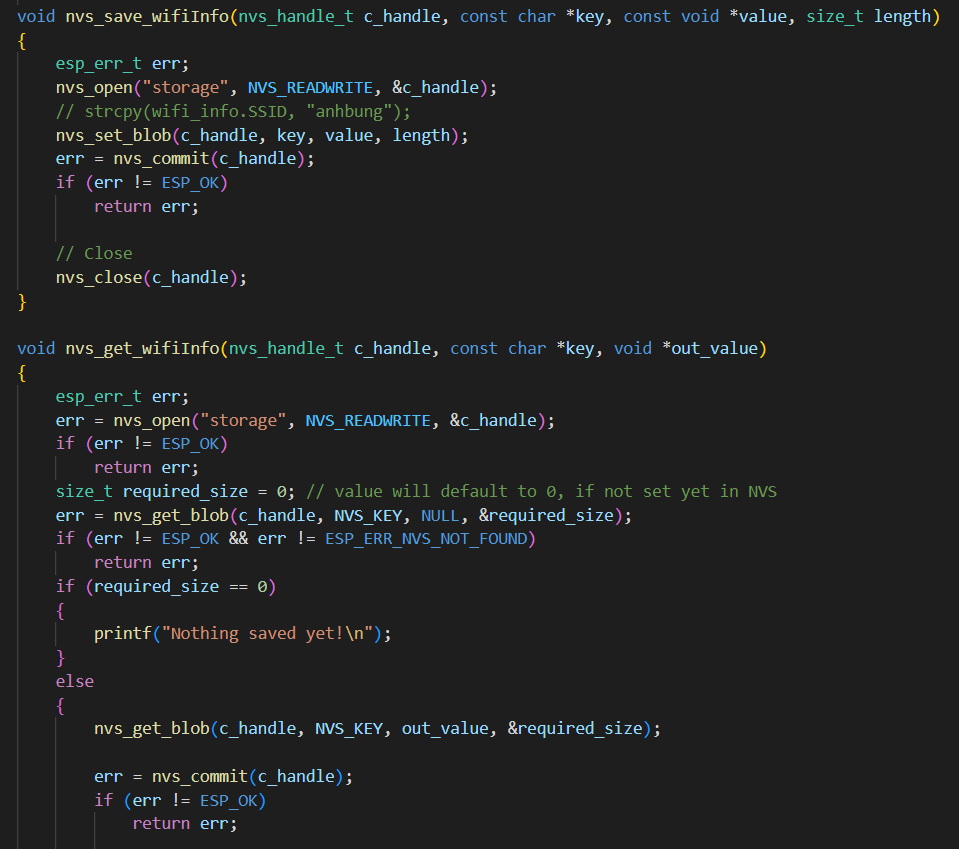 void nvs_save_wifiInfo(nvs_handle_t c_handle, const char *key, const void *value, size_t length)
{
    esp_err_t err;
    nvs_open("storage", NVS_READWRITE, &c_handle);
    // strcpy(wifi_info.SSID, "anhbung");
    nvs_set_blob(c_handle, key, value, length);
    err = nvs_commit(c_handle);
    if (err != ESP_OK)
        return err;

    // Close
    nvs_close(c_handle);
}

void nvs_get_wifiInfo(nvs_handle_t c_handle, const char *key, void *out_value)
{
    esp_err_t err;
    err = nvs_open("storage", NVS_READWRITE, &c_handle);
    if (err != ESP_OK)
        return err;
    size_t required_size = 0; // value will default to 0, if not set yet in NVS
    err = nvs_get_blob(c_handle, NVS_KEY, NULL, &required_size);
    if (err != ESP_OK && err != ESP_ERR_NVS_NOT_FOUND)
        return err;
    if (required_size == 0)
    {
        printf("Nothing saved yet!\n");
    }
    else
    {
        nvs_get_blob(c_handle, NVS_KEY, out_value, &required_size);

        err = nvs_commit(c_handle);
        if (err != ESP_OK)
            return err;